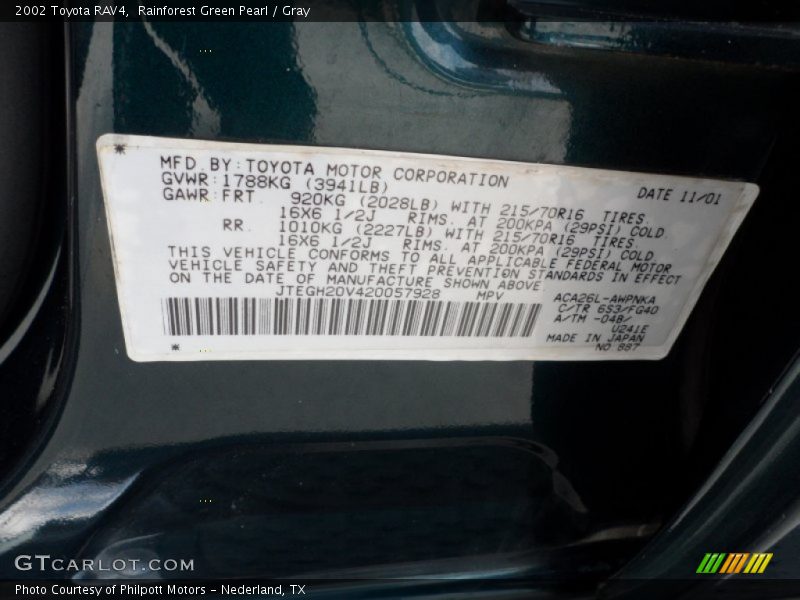 2002 Toyota RAV4, Rainforest Green Pearl / Gray
MFD. BY: TOYOTA MOTOR CORPORATION
DATE 11/01
GVWR: 1788KG (3941LB)
GAWR: FRT. 920KG (2028LB) WITH 215/70R16 TIRES.
16X6 1/2J RIMS. AT 200KPA (29PSI) COLD.
RR. 1010KG (2227LB) WITH 215/70R16 TIRES.
16X6 1/2J RIMS. AT 200KPA (29PSI) COLD
THIS VEHICLE CONFORMS TO ALL APPLICABLE FEDERAL MOTOR
VEHICLE SAFETY AND THEFT PREVENTION STANDARDS IN EFFECT
ON THE DATE OF MANUFACTURE SHOWN ABOVE.
JTEGH20V420057928 MPV
ACA26L-AWPNKA
C/TR 6S3/FG40
A/TM -04B/
U241E
MADE IN JAPAN
NO 887
GTCARLOT.COM
Photo Courtesy of Philpott Motors - Nederland, TX